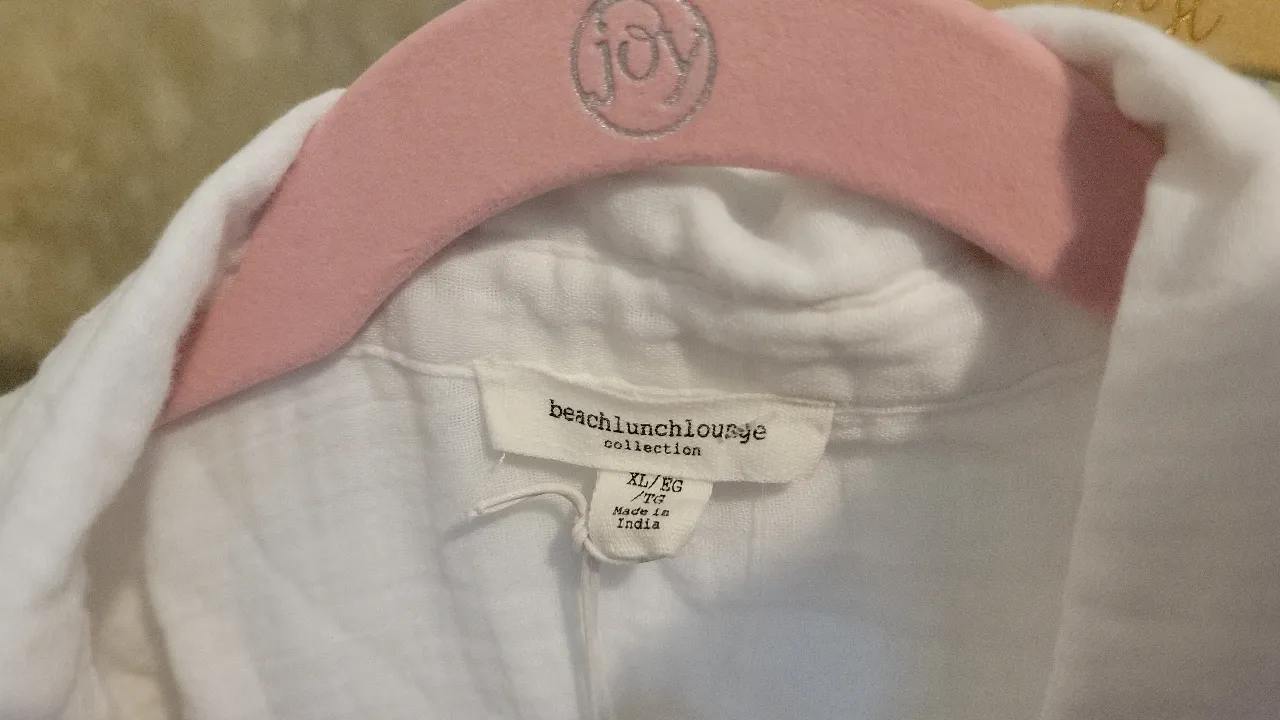 joy
beachlunchlounge
collection
XL/EG
/TG
Made in
India